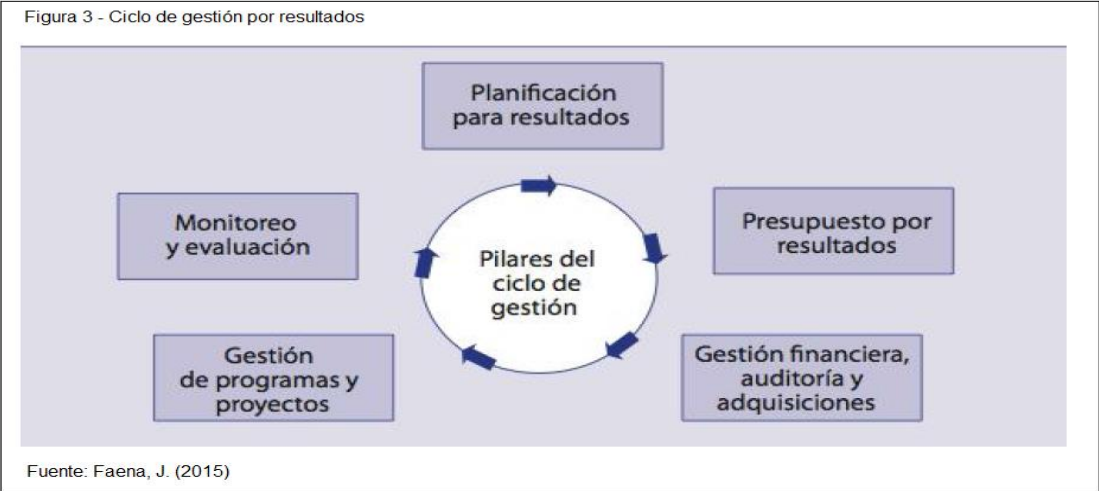 Figura 3 - Ciclo de gestión por resultados
Planificación
para resultados
Monitoreo
y evaluación
Presupuesto por
resultados
Pilares del
ciclo de
gestión
Gestión
de programas y
proyectos
Gestión financiera,
auditoría y
adquisiciones
Fuente: Faena, J. (2015)